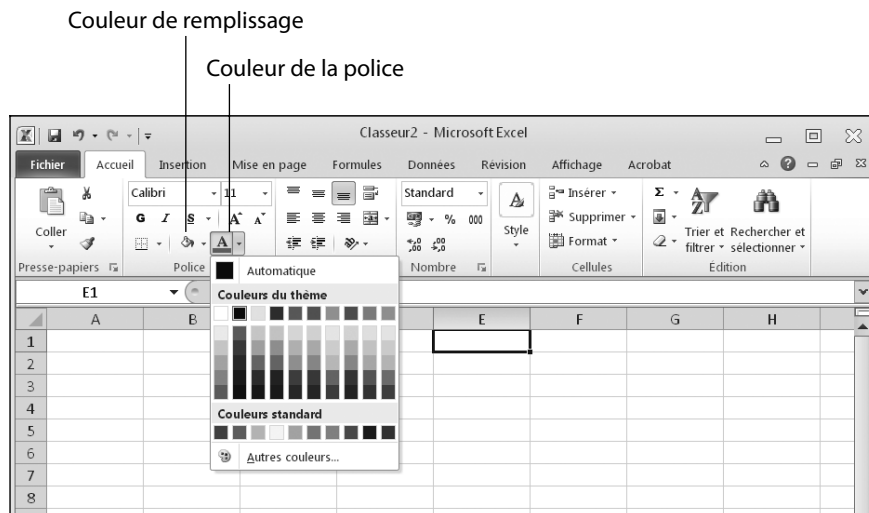 Couleur de remplissage
Couleur de la police
Classeur2 - Microsoft Excel
Fichier Accueil Insertion Mise en page Formules Données Révision Affichage Acrobat
Calibri 11 Standard Insérer Σ
Coller G I S A A % 000 Style Supprimer Trier et filtrer Rechercher et sélectionner
A ,00 ,00 Format
Presse-papiers Police Nombre Cellules Édition
Automatique
E1
Couleurs du thème
A B E F G H
1
2
3
4
Couleurs standard
5
6
Autres couleurs...
7
8